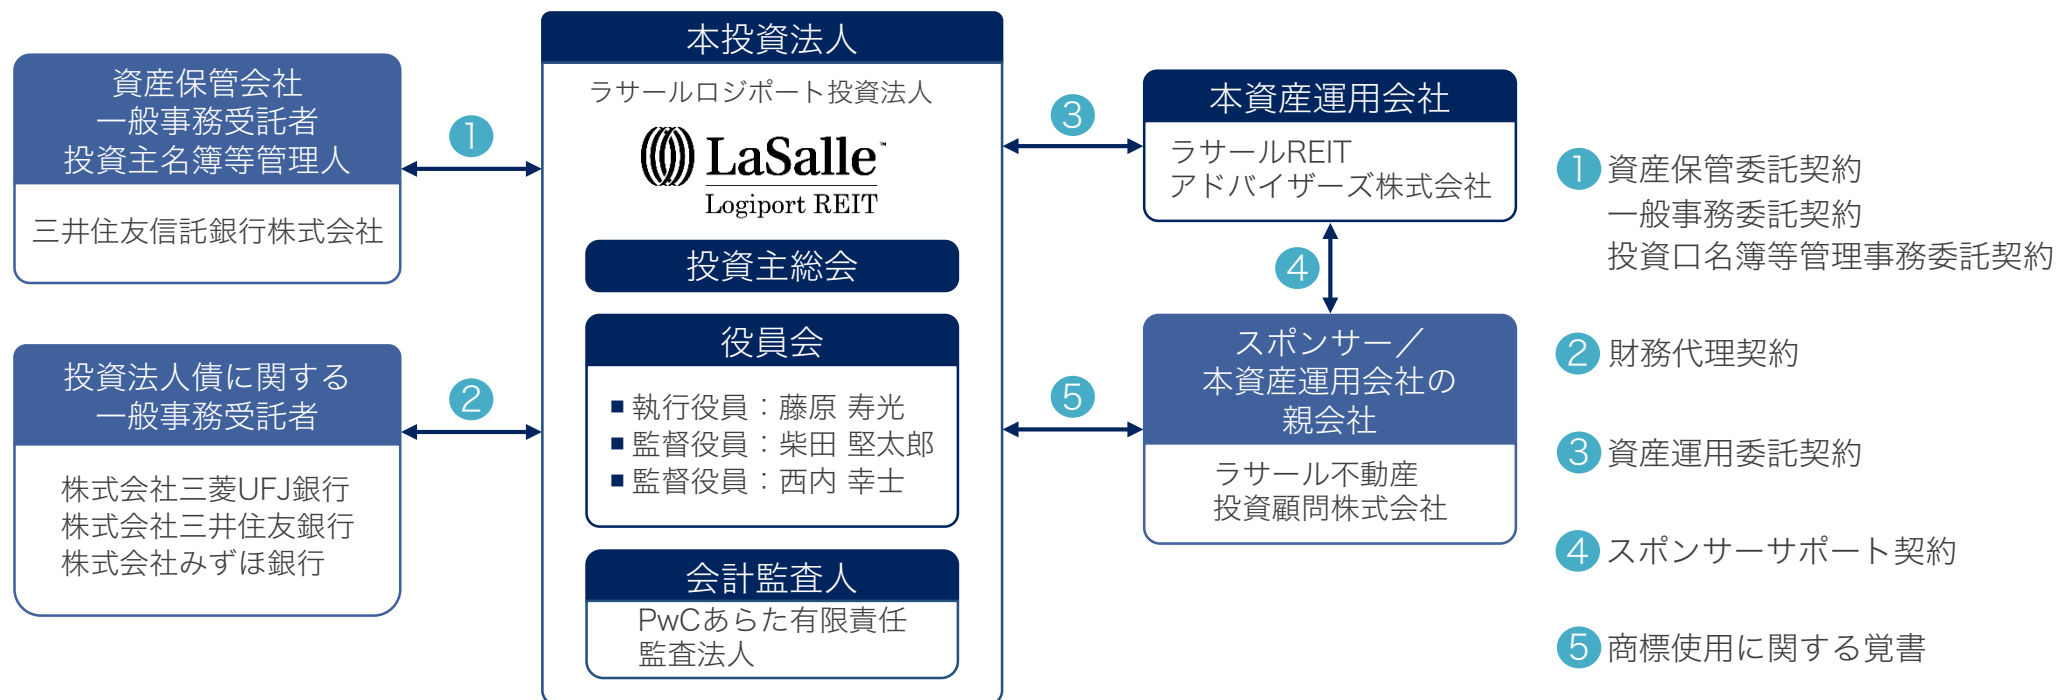 資産保管会社
一般事務受託者
投資主名簿等管理人
三井住友信託銀行株式会社
1
投資法人債に関する
一般事務受託者
株式会社三菱UFJ銀行
株式会社三井住友銀行
株式会社みずほ銀行
2
本投資法人
ラサールロジポート投資法人
LaSalle™
Logiport REIT
投資主総会
役員会
■ 執行役員：藤原 寿光
■ 監督役員：柴田 堅太郎
■ 監督役員：西内 幸士
会計監査人
PwCあらた有限責任
監査法人
3
本資産運用会社
ラサールREIT
アドバイザーズ株式会社
4
5
スポンサー／
本資産運用会社の
親会社
ラサール不動産
投資顧問株式会社
1 資産保管委託契約
一般事務委託契約
投資口名簿等管理事務委託契約
2 財務代理契約
3 資産運用委託契約
4 スポンサーサポート契約
5 商標使用に関する覚書